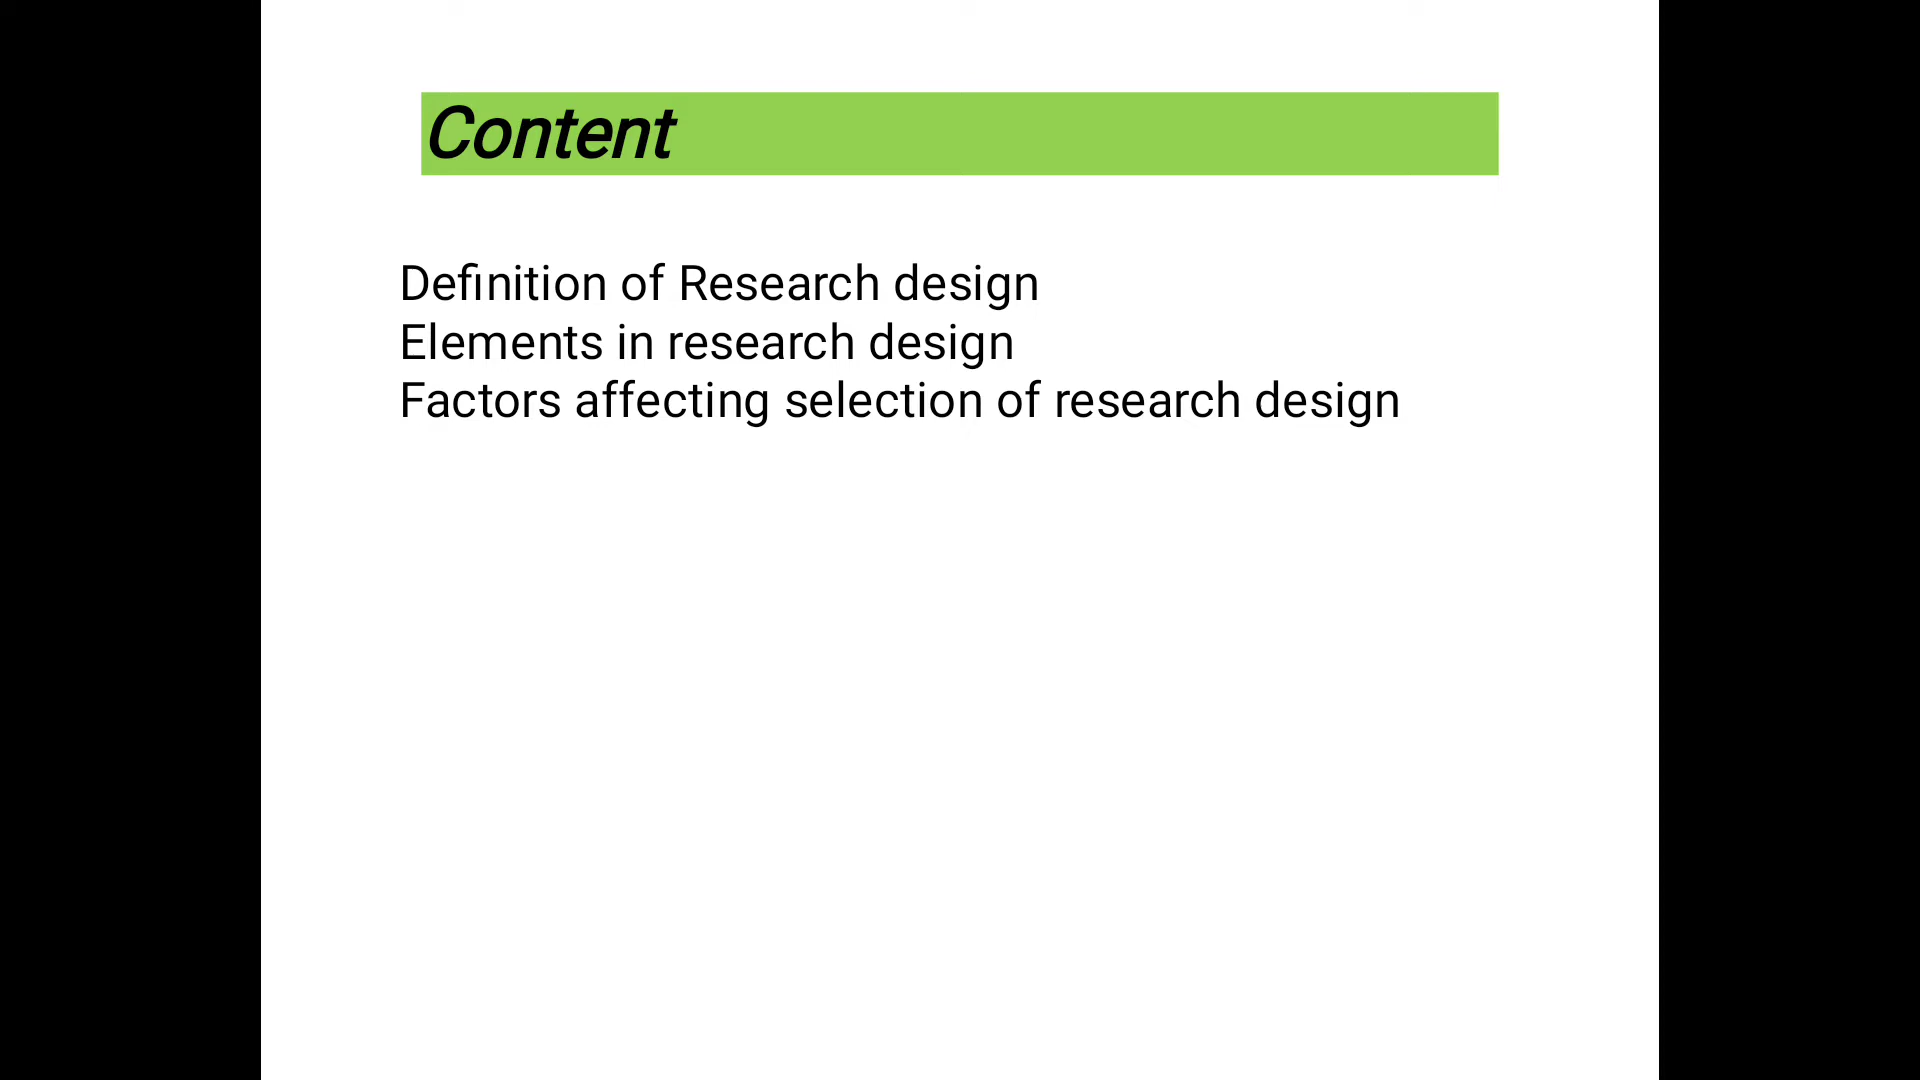 Content
Definition of Research design
Elements in research design
Factors affecting selection of research design